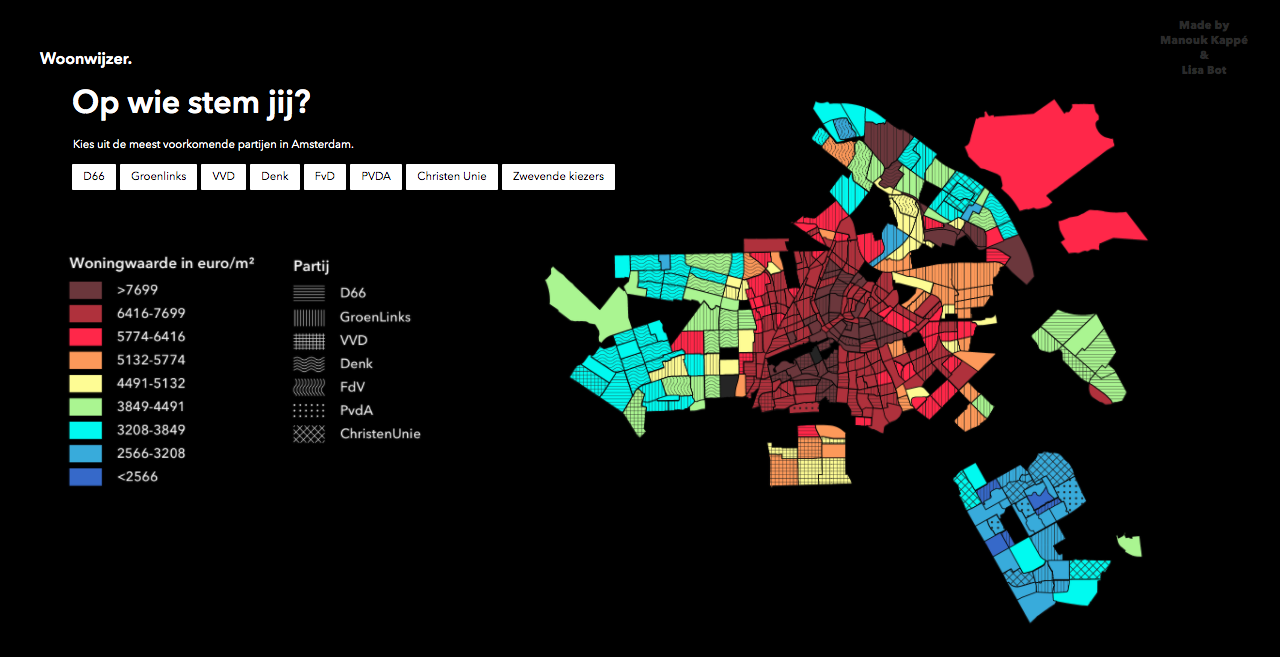 Made by
Manouk Kappé
&
Lisa Bot
Woonwijzer.
Op wie stem jij?
Kies uit de meest voorkomende partijen in Amsterdam.
D66 Groenlinks VVD Denk FvD PVDA Christen Unie Zwevende kiezers
Woningwaarde in euro/m²
>7699
6416-7699
5774-6416
5132-5774
4491-5132
3849-4491
3208-3849
2566-3208
<2566
Partij
D66
GroenLinks
VVD
Denk
FdV
PvdA
ChristenUnie